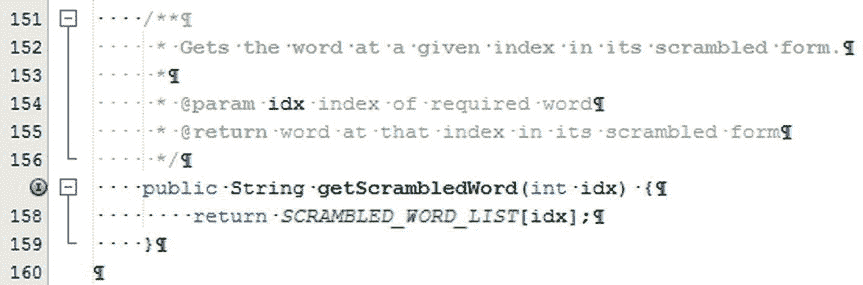 151 /**¶
152 * Gets the word at a given index in its scrambled form.¶
153 *¶
154 * @param idx index of required word¶
155 * @return word at that index in its scrambled form¶
156 */¶
public String getScrambledWord(int idx) {¶
158 return SCRAMBLED_WORD_LIST[idx];¶
159 }¶
160 ¶